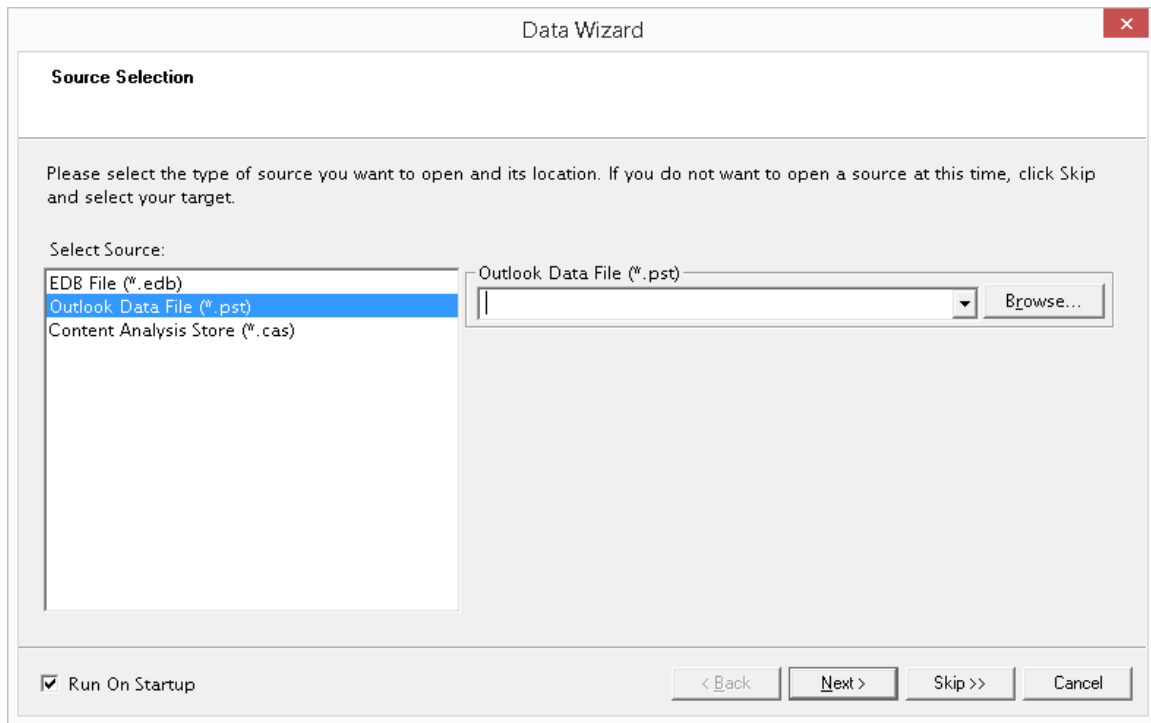 Data Wizard
Source Selection
Please select the type of source you want to open and its location. If you do not want to open a source at this time, click Skip
and select your target.
Select Source:
EDB File (*.edb)
Outlook Data File (*.pst)
Content Analysis Store (*.cas)
Outlook Data File (*.pst)
Browse...
Run On Startup
< Back
Next >
Skip >>
Cancel